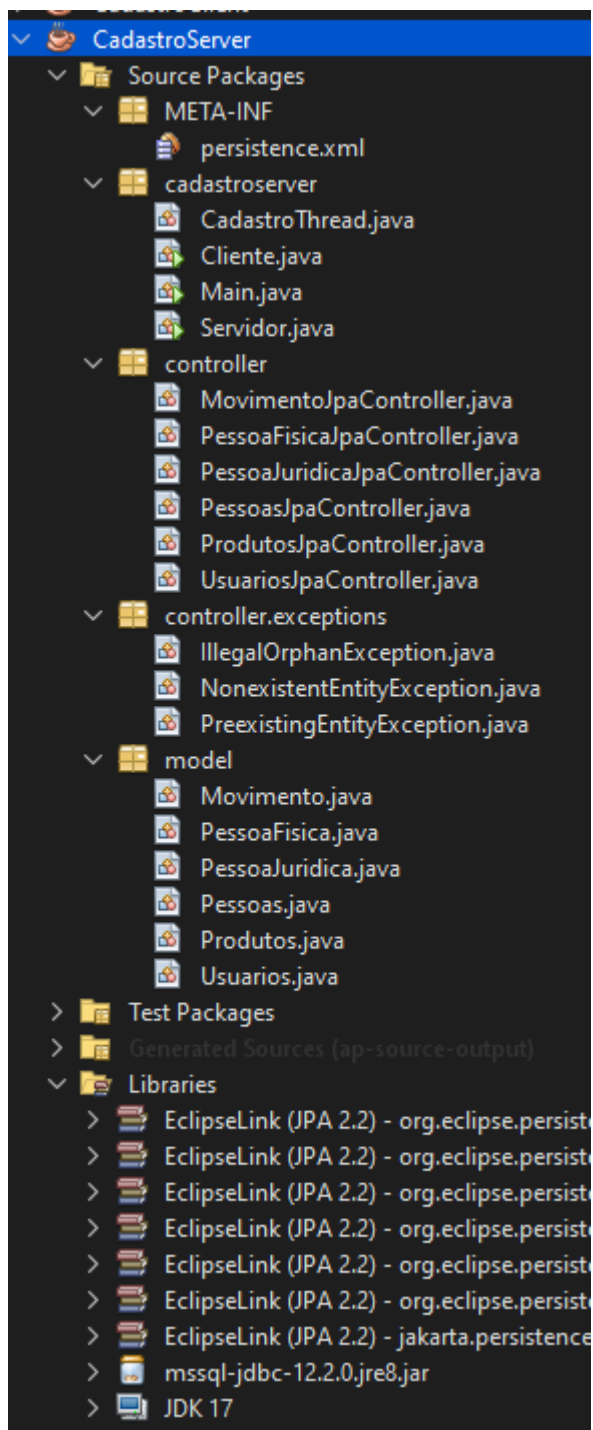 CadastroServer
Source Packages
META-INF
persistence.xml
cadastroserver
CadastroThread.java
Cliente.java
Main.java
Servidor.java
controller
MovimentoJpaController.java
PessoaFisicaJpaController.java
PessoaJuridicaJpaController.java
PessoasJpaController.java
ProdutosJpaController.java
UsuariosJpaController.java
controller.exceptions
IllegalOrphanException.java
NonexistentEntityException.java
PreexistingEntityException.java
model
Movimento.java
PessoaFisica.java
PessoaJuridica.java
Pessoas.java
Produtos.java
Usuarios.java
Test Packages
Generated Sources (ap-source-output)
Libraries
EclipseLink (JPA 2.2) - org.eclipse.persiste
EclipseLink (JPA 2.2) - org.eclipse.persiste
EclipseLink (JPA 2.2) - org.eclipse.persiste
EclipseLink (JPA 2.2) - org.eclipse.persiste
EclipseLink (JPA 2.2) - org.eclipse.persiste
EclipseLink (JPA 2.2) - org.eclipse.persiste
EclipseLink (JPA 2.2) - jakarta.persistence
mssql-jdbc-12.2.0.jre8.jar
JDK 17